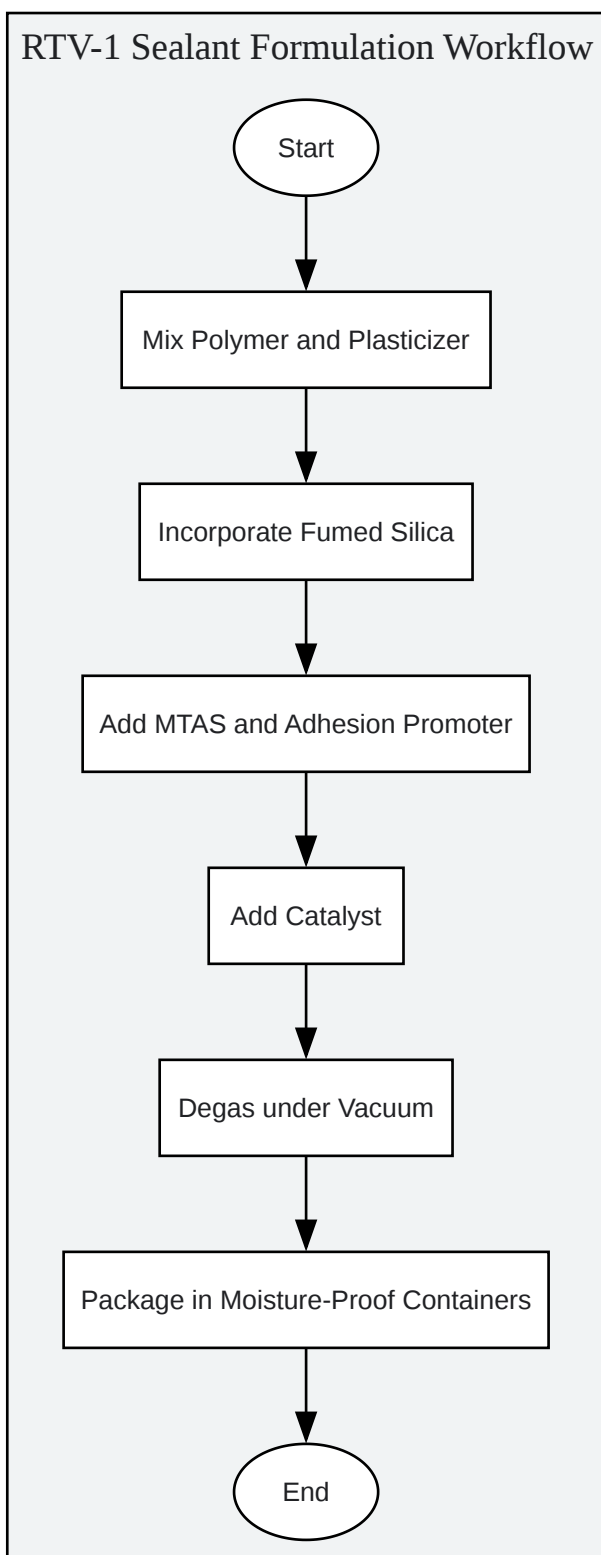 RTV-1 Sealant Formulation Workflow
Start
Mix Polymer and Plasticizer
Incorporate Fumed Silica
Add MTAS and Adhesion Promoter
Add Catalyst
Degas under Vacuum
Package in Moisture-Proof Containers
End